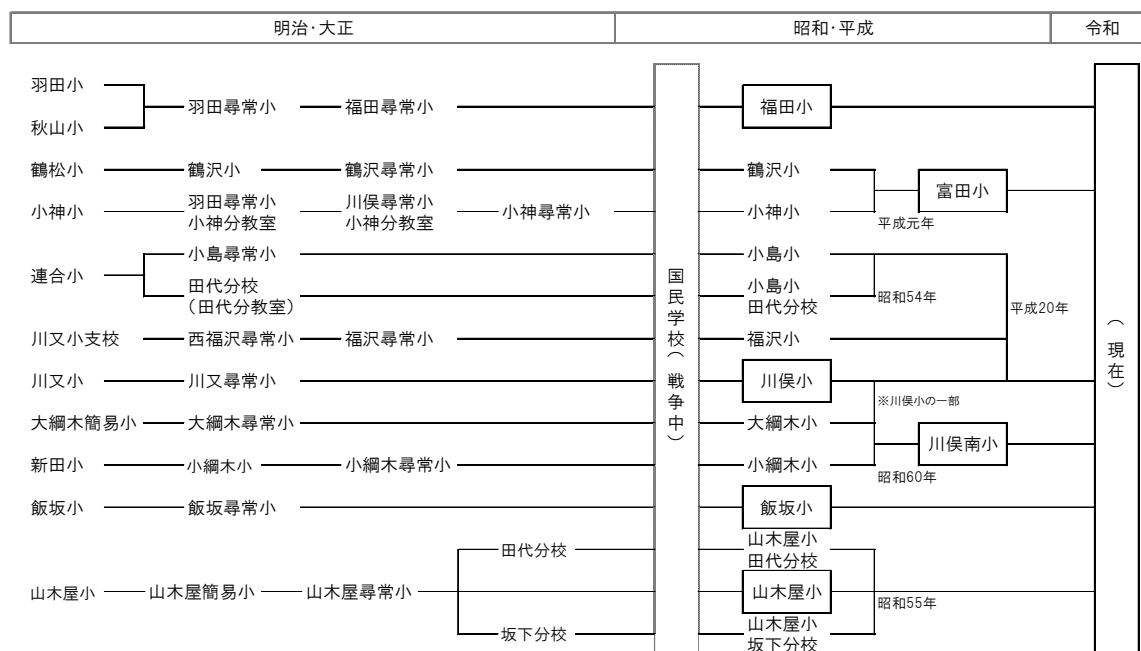 明治・大正
昭和・平成
令和
羽田小
秋山小
羽田尋常小
福田尋常小
福田小
鶴松小
鶴沢小
鶴沢尋常小
鶴沢小
小神小
羽田尋常小
小神分教室
川俣尋常小
小神分教室
小神尋常小
小神小
富田小
平成元年
連合小
小島尋常小
田代分校
（田代分教室）
小島小
小島小
田代分校
昭和54年
平成20年
川又小支校
西福沢尋常小
福沢尋常小
福沢小
川又小
川又尋常小
川俣小
※川俣小の一部
大綱木簡易小
大綱木尋常小
大綱木小
新田小
小綱木小
小綱木尋常小
小綱木小
川俣南小
昭和60年
飯坂小
飯坂尋常小
飯坂小
山木屋小
山木屋簡易小
山木屋尋常小
田代分校
坂下分校
山木屋小
田代分校
山木屋小
山木屋小
坂下分校
昭和55年
国民学校（戦争中）
（現在）